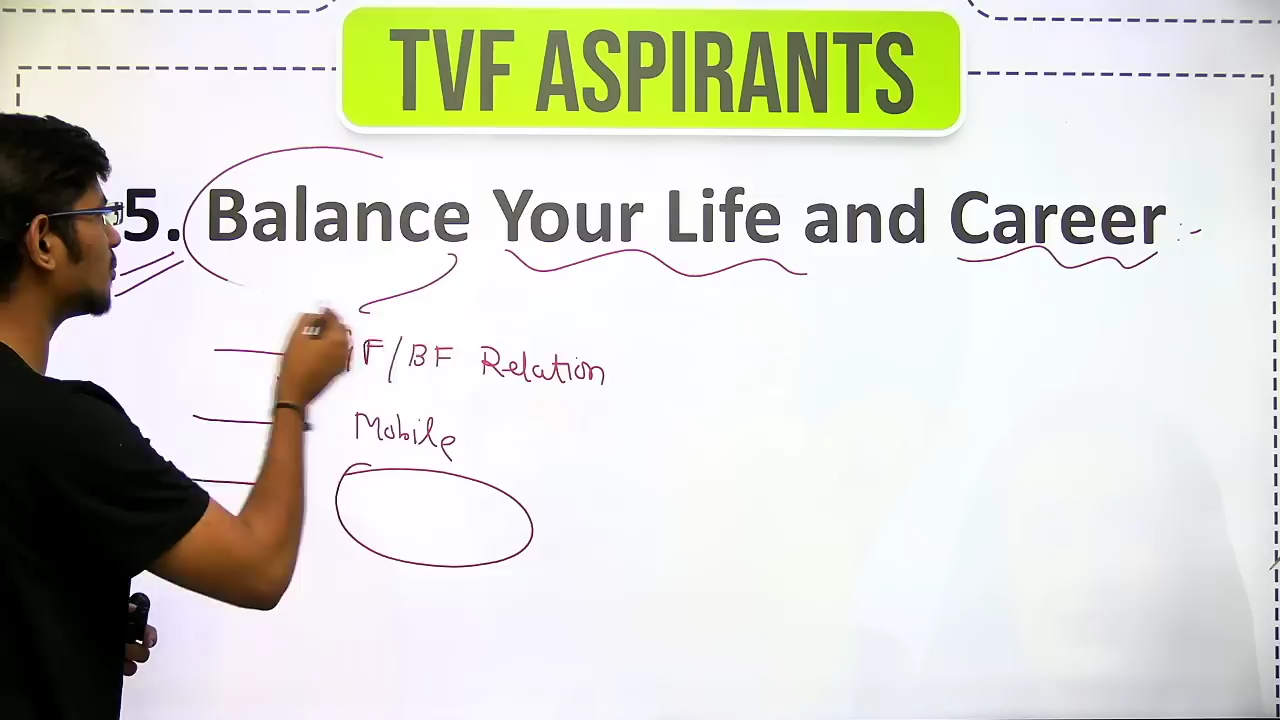 TVF ASPIRANTS
5. Balance Your Life and Career :-
F/BF Relation
Mobile